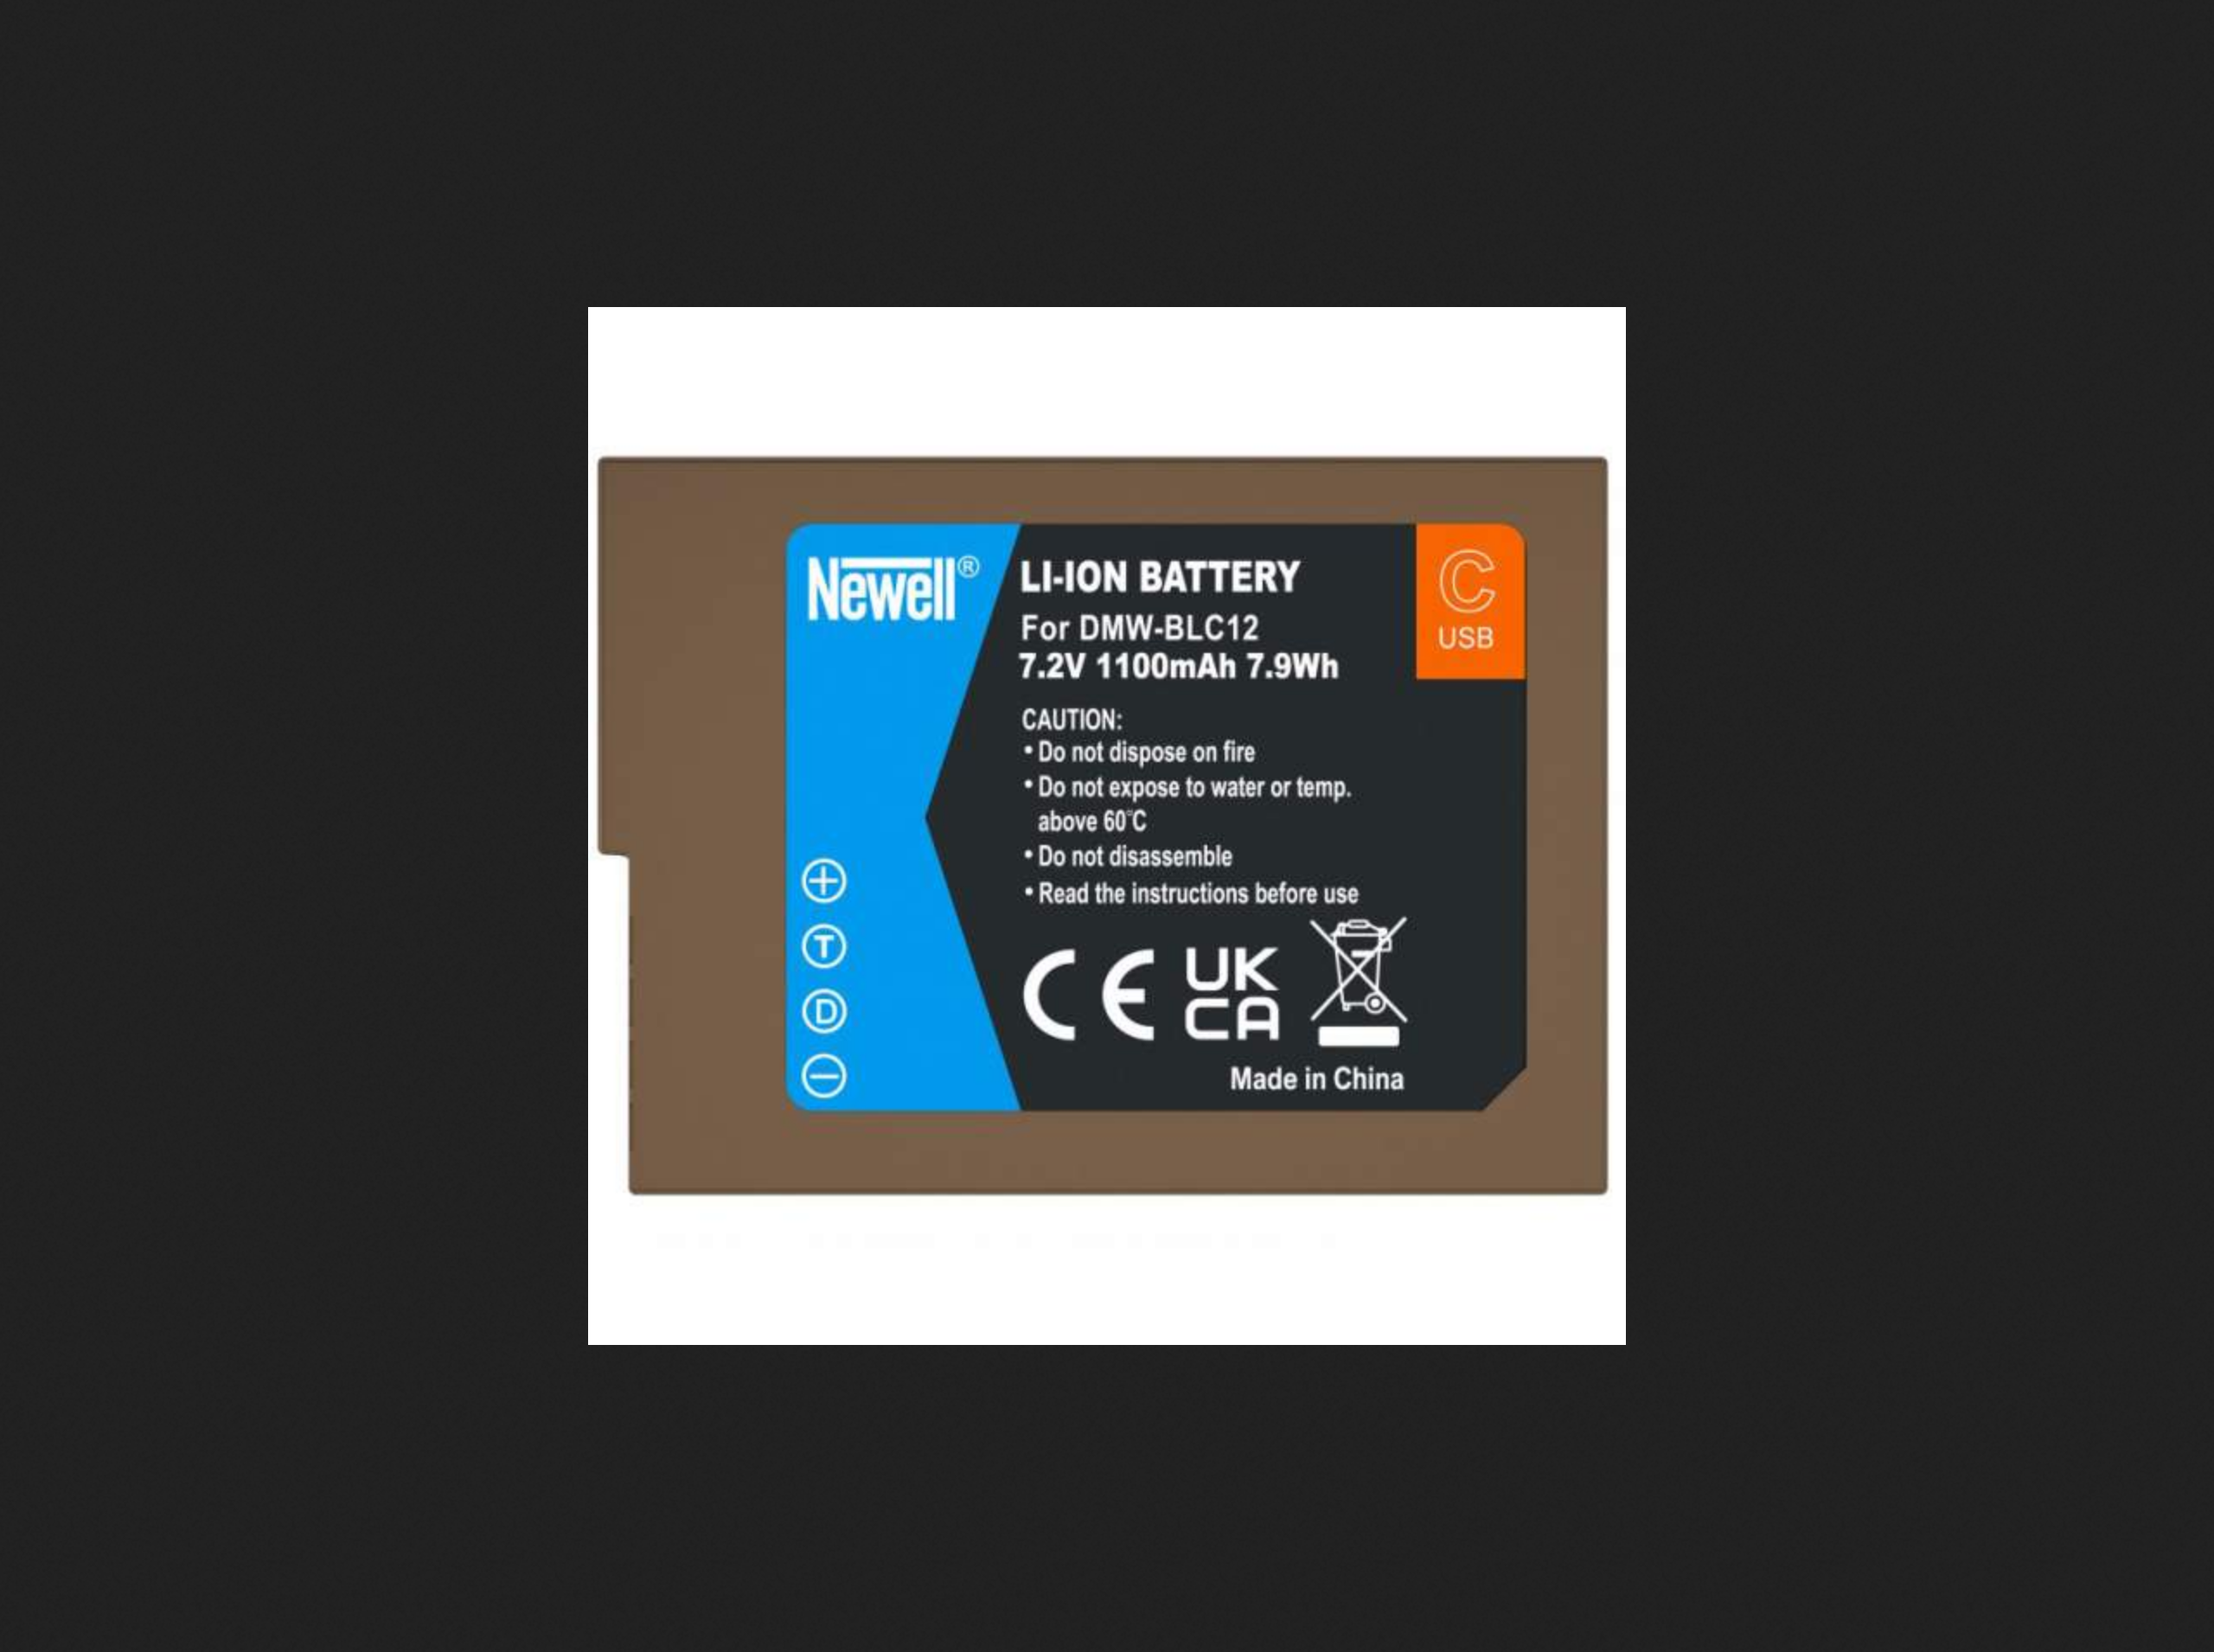 Newell®
LI-ION BATTERY
For DMW-BLC12
7.2V 1100mAh 7.9Wh
C
USB
CAUTION:
• Do not dispose on fire
• Do not expose to water or temp.
above 60°C
• Do not disassemble
• Read the instructions before use
+
T
D
−
CE
UK
CA
Made in China